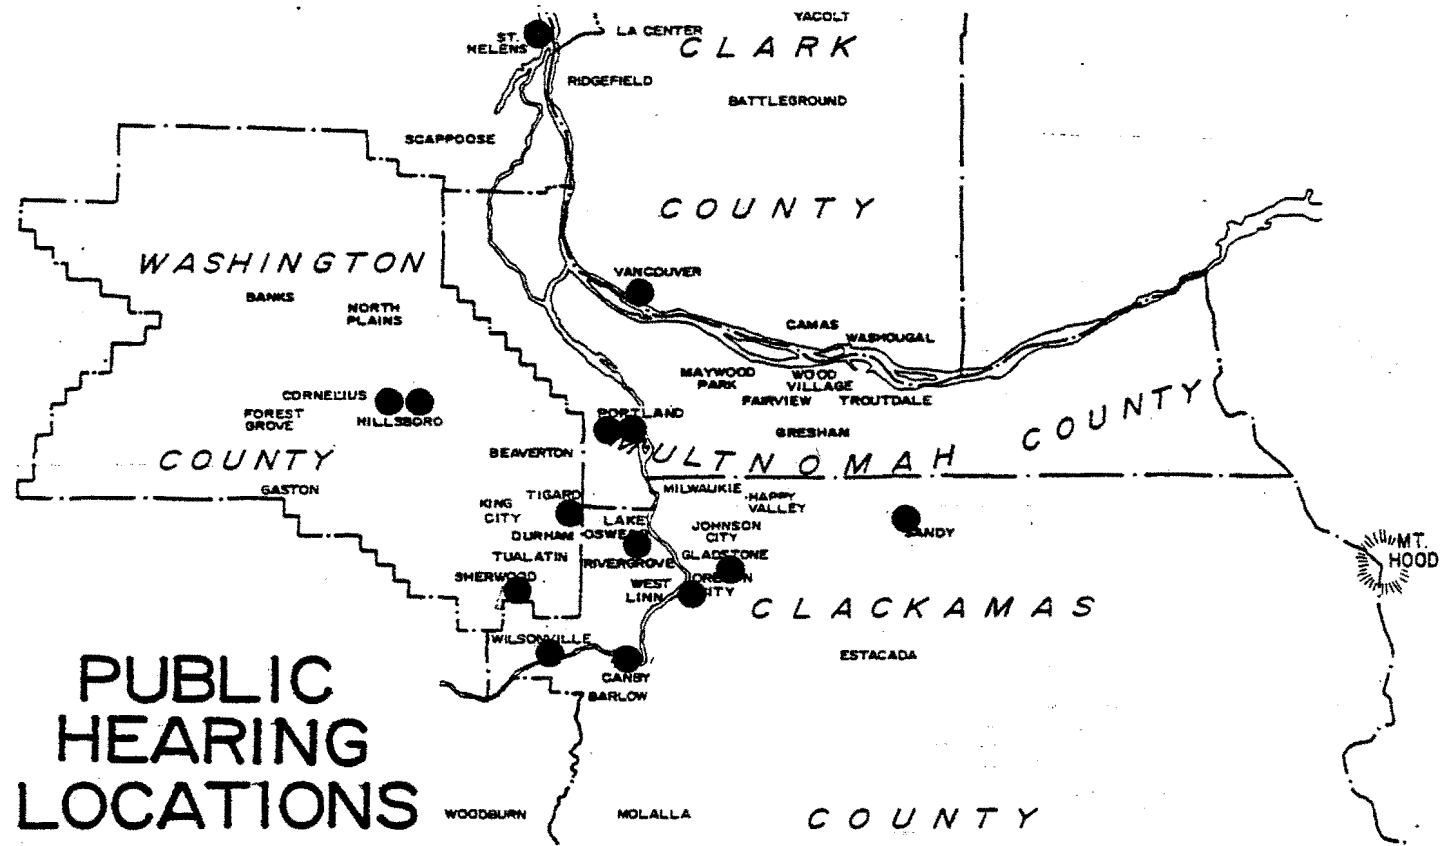 YACOLT
LA CENTER
ST.
HELENS
CLARK
RIDGEFIELD
BATTLEGROUND
SCAPPOOSE
COUNTY
WASHINGTON
VANCOUVER
BANKS
NORTH
PLAINS
CAMAS
WASHOUGAL
MAYWOOD
PARK
WOOD
VILLAGE
FAIRVIEW
TROUTDALE
CORNELIUS
FOREST
GROVE
HILLSBORO
PORTLAND
GRESHAM
MULTNOMAH
COUNTY
BEAVERTON
COUNTY
GASTON
TIGARD
KING
CITY
MILWAUKIE
HAPPY
VALLEY
LAKE
OSWEGO
JOHNSON
CITY
SANDY
DURHAM
TUALATIN
RIVERGROVE
GLADSTONE
MT.
HOOD
SHERWOOD
WEST
LINN
OREGON
CITY
CLACKAMAS
WILSONVILLE
ESTACADA
CANBY
BARLOW
PUBLIC
HEARING
LOCATIONS
WOODBURN
MOLALLA
COUNTY